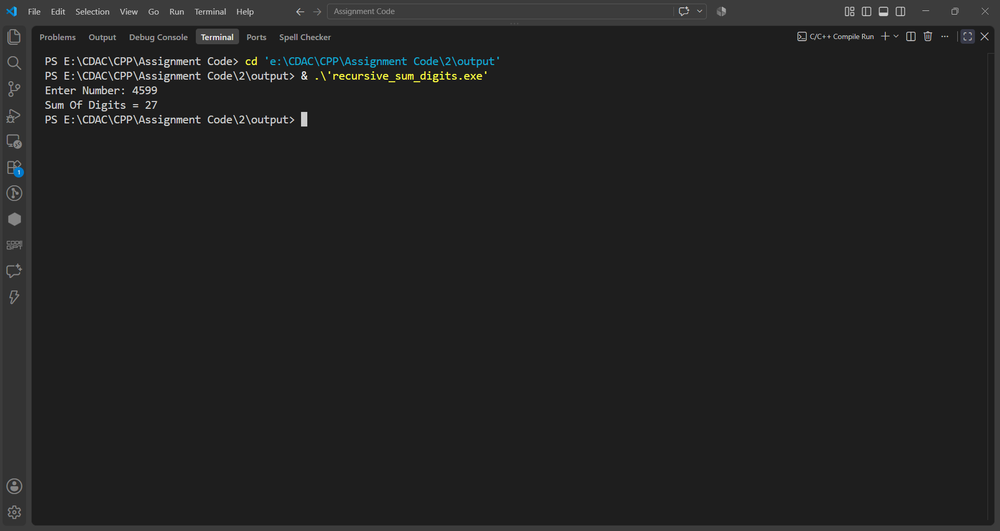 File Edit Selection View Go Run Terminal Help Assignment Code
Problems Output Debug Console Terminal Ports Spell Checker C/C++ Compile Run
PS E:\CDAC\CPP\Assignment Code> cd 'e:\CDAC\CPP\Assignment Code\2\output'
PS E:\CDAC\CPP\Assignment Code\2\output> & .\'recursive_sum_digits.exe'
Enter Number: 4599
Sum Of Digits = 27
PS E:\CDAC\CPP\Assignment Code\2\output>
1
CODE
GPT